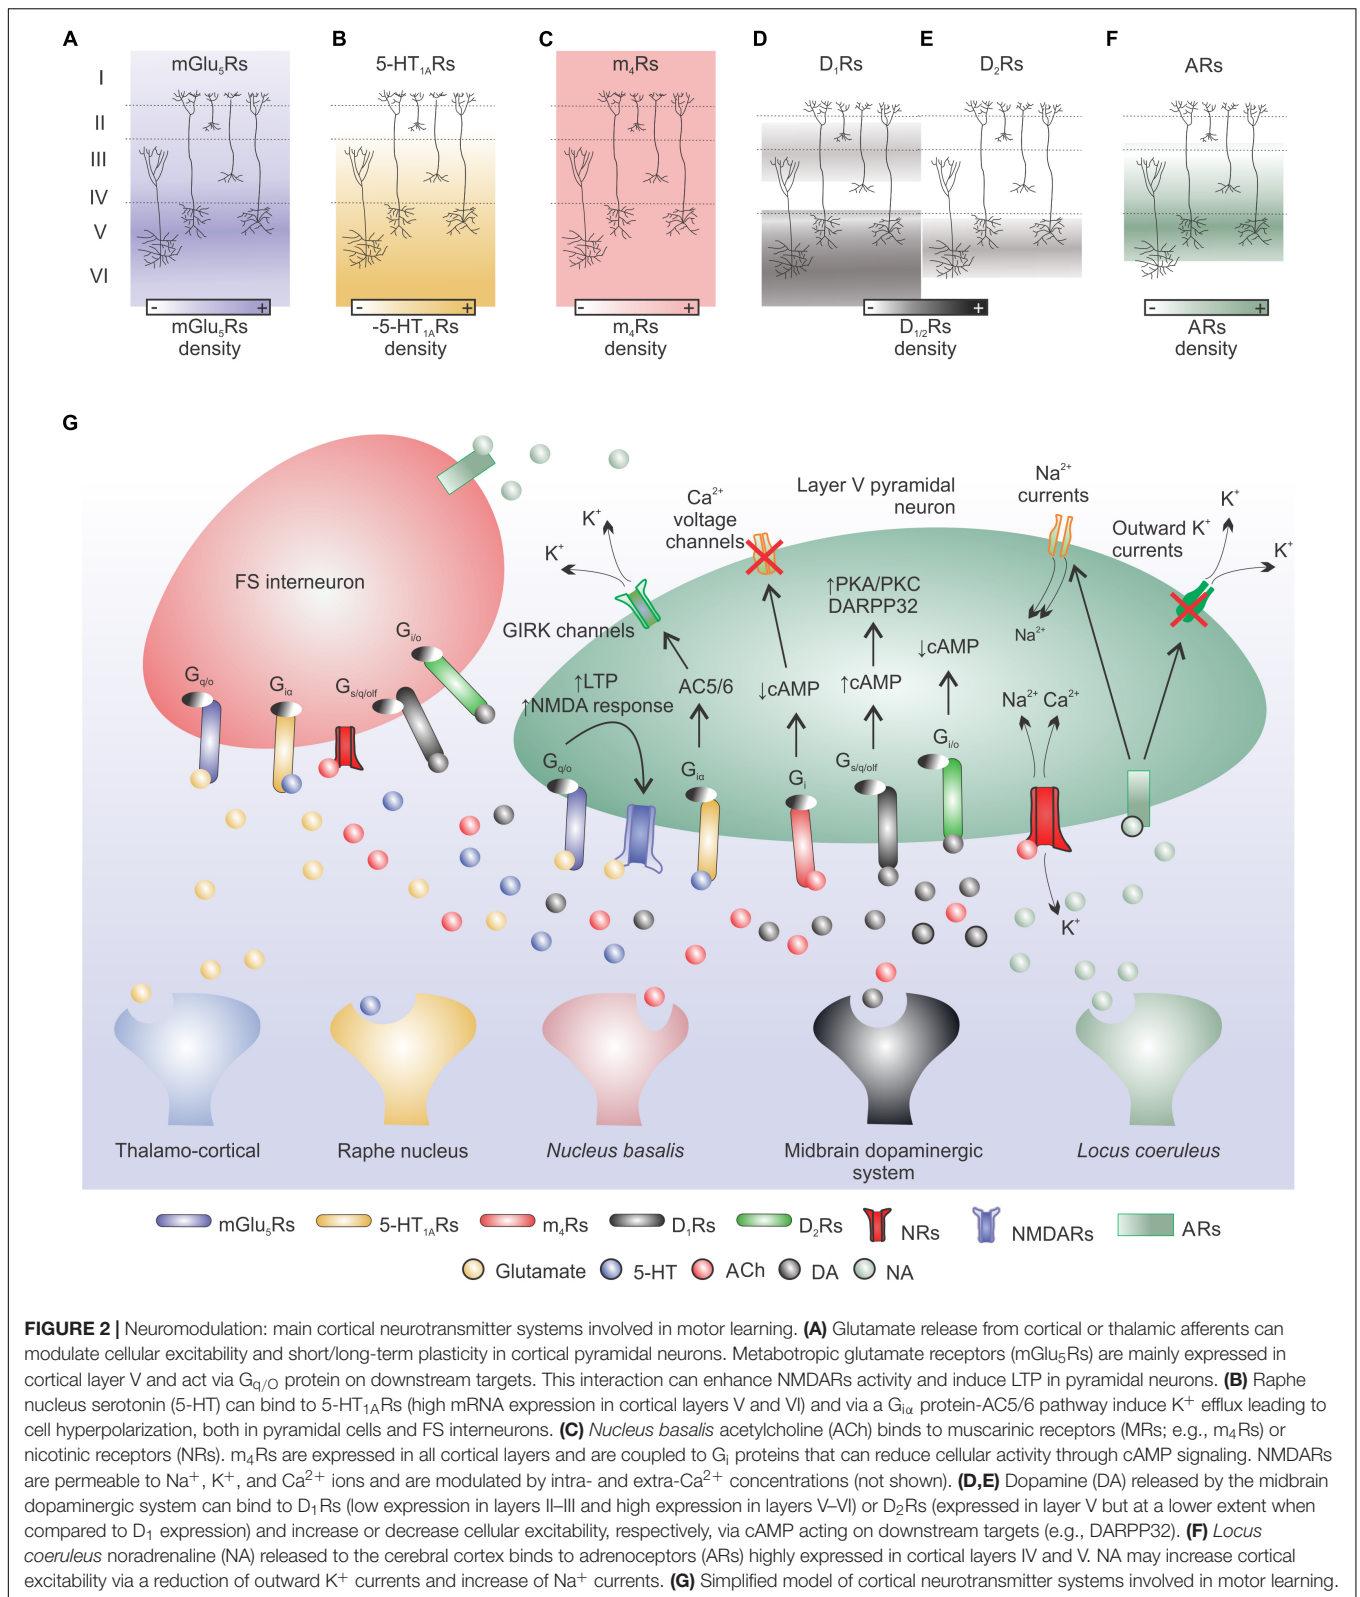 A B C D E F
mGlu₅Rs 5-HT₁ₐRs m₄Rs D₁Rs D₂Rs ARs
I
II
III
IV
V
VI
- + - + - + - + - +
mGlu₅Rs -5-HT₁ₐRs m₄Rs D₁/₂Rs ARs
density density density density density
G
FS interneuron
Layer V pyramidal
neuron
Ca²⁺
voltage
channels
Na²⁺
currents
Outward K⁺
currents
K⁺
K⁺
K⁺
K⁺
GIRK channels
↑PKA/PKC
DARPP32
Na²⁺
↓cAMP
↑LTP
↑NMDA response
AC5/6
↓cAMP
↑cAMP
Na²⁺ Ca²⁺
G_q/o G_iα G_s/q/olf G_i/o
G_q/o G_iα G_i G_s/q/olf G_i/o
K⁺
Thalamo-cortical Raphe nucleus Nucleus basalis Midbrain dopaminergic Locus coeruleus
system
mGlu₅Rs 5-HT₁ₐRs m₄Rs D₁Rs D₂Rs NRs NMDARs ARs
Glutamate 5-HT ACh DA NA
FIGURE 2 | Neuromodulation: main cortical neurotransmitter systems involved in motor learning. (A) Glutamate release from cortical or thalamic afferents can
modulate cellular excitability and short/long-term plasticity in cortical pyramidal neurons. Metabotropic glutamate receptors (mGlu₅Rs) are mainly expressed in
cortical layer V and act via G_q/O protein on downstream targets. This interaction can enhance NMDARs activity and induce LTP in pyramidal neurons. (B) Raphe
nucleus serotonin (5-HT) can bind to 5-HT₁ₐRs (high mRNA expression in cortical layers V and VI) and via a G_iα protein-AC5/6 pathway induce K⁺ efflux leading to
cell hyperpolarization, both in pyramidal cells and FS interneurons. (C) Nucleus basalis acetylcholine (ACh) binds to muscarinic receptors (MRs; e.g., m₄Rs) or
nicotinic receptors (NRs). m₄Rs are expressed in all cortical layers and are coupled to G_i proteins that can reduce cellular activity through cAMP signaling. NMDARs
are permeable to Na⁺, K⁺, and Ca²⁺ ions and are modulated by intra- and extra-Ca²⁺ concentrations (not shown). (D,E) Dopamine (DA) released by the midbrain
dopaminergic system can bind to D₁Rs (low expression in layers II–III and high expression in layers V–VI) or D₂Rs (expressed in layer V but at a lower extent when
compared to D₁ expression) and increase or decrease cellular excitability, respectively, via cAMP acting on downstream targets (e.g., DARPP32). (F) Locus
coeruleus noradrenaline (NA) released to the cerebral cortex binds to adrenoceptors (ARs) highly expressed in cortical layers IV and V. NA may increase cortical
excitability via a reduction of outward K⁺ currents and increase of Na⁺ currents. (G) Simplified model of cortical neurotransmitter systems involved in motor learning.